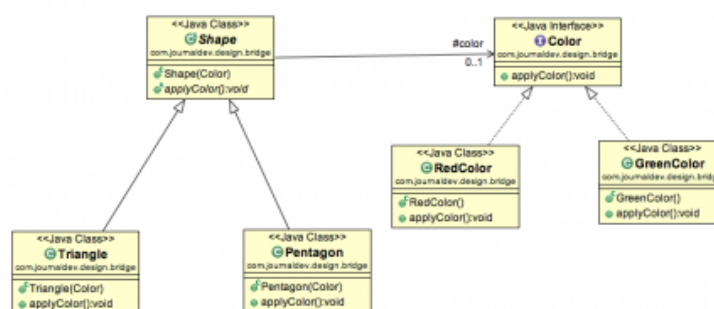 <<Java Class>>
Shape
com.journaldev.design.bridge
Shape(Color)
applyColor():void
#color
0..1
<<Java Interface>>
Color
com.journaldev.design.bridge
applyColor():void
<<Java Class>>
RedColor
com.journaldev.design.bridge
RedColor()
applyColor():void
<<Java Class>>
GreenColor
com.journaldev.design.bridge
GreenColor()
applyColor():void
<<Java Class>>
Triangle
com.journaldev.design.bridge
Triangle(Color)
applyColor():void
<<Java Class>>
Pentagon
com.journaldev.design.bridge
Pentagon(Color)
applyColor():void